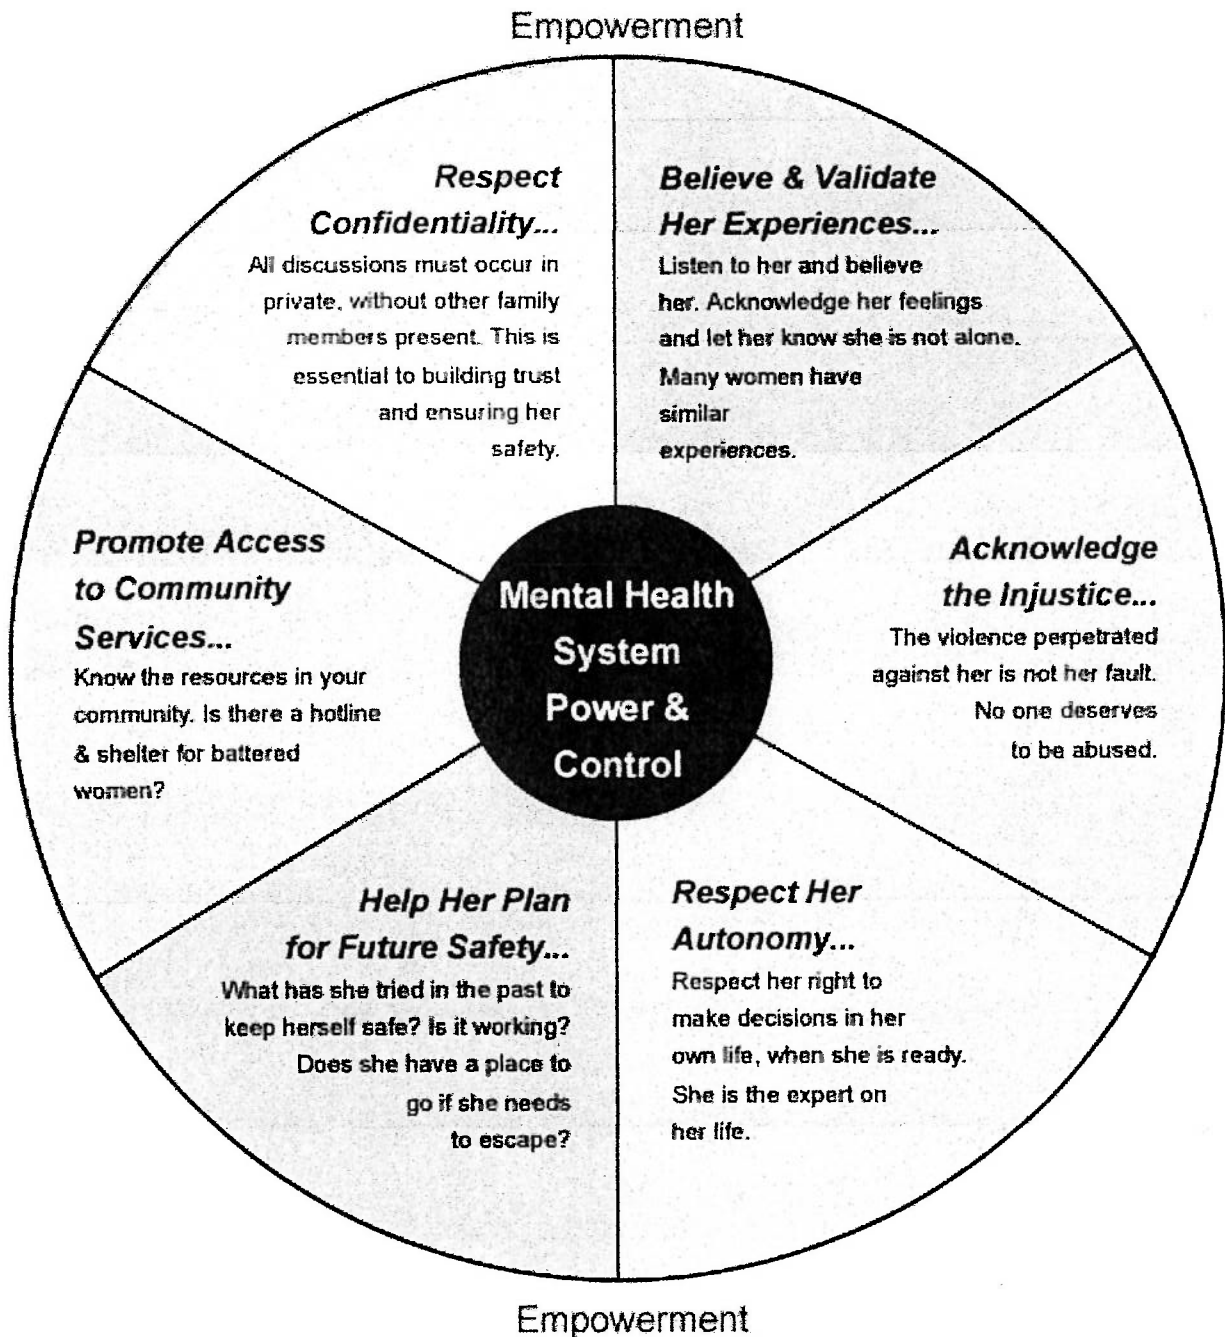 Empowerment
Respect
Confidentiality...
All discussions must occur in
private, without other family
members present. This is
essential to building trust
and ensuring her
safety.
Believe & Validate
Her Experiences...
Listen to her and believe
her. Acknowledge her feelings
and let her know she is not alone.
Many women have
similar
experiences.
Promote Access
to Community
Services...
Know the resources in your
community. Is there a hotline
& shelter for battered
women?
Mental Health
System
Power &
Control
Acknowledge
the Injustice...
The violence perpetrated
against her is not her fault.
No one deserves
to be abused.
Help Her Plan
for Future Safety...
What has she tried in the past to
keep herself safe? Is it working?
Does she have a place to
go if she needs
to escape?
Respect Her
Autonomy...
Respect her right to
make decisions in her
own life, when she is ready.
She is the expert on
her life.
Empowerment